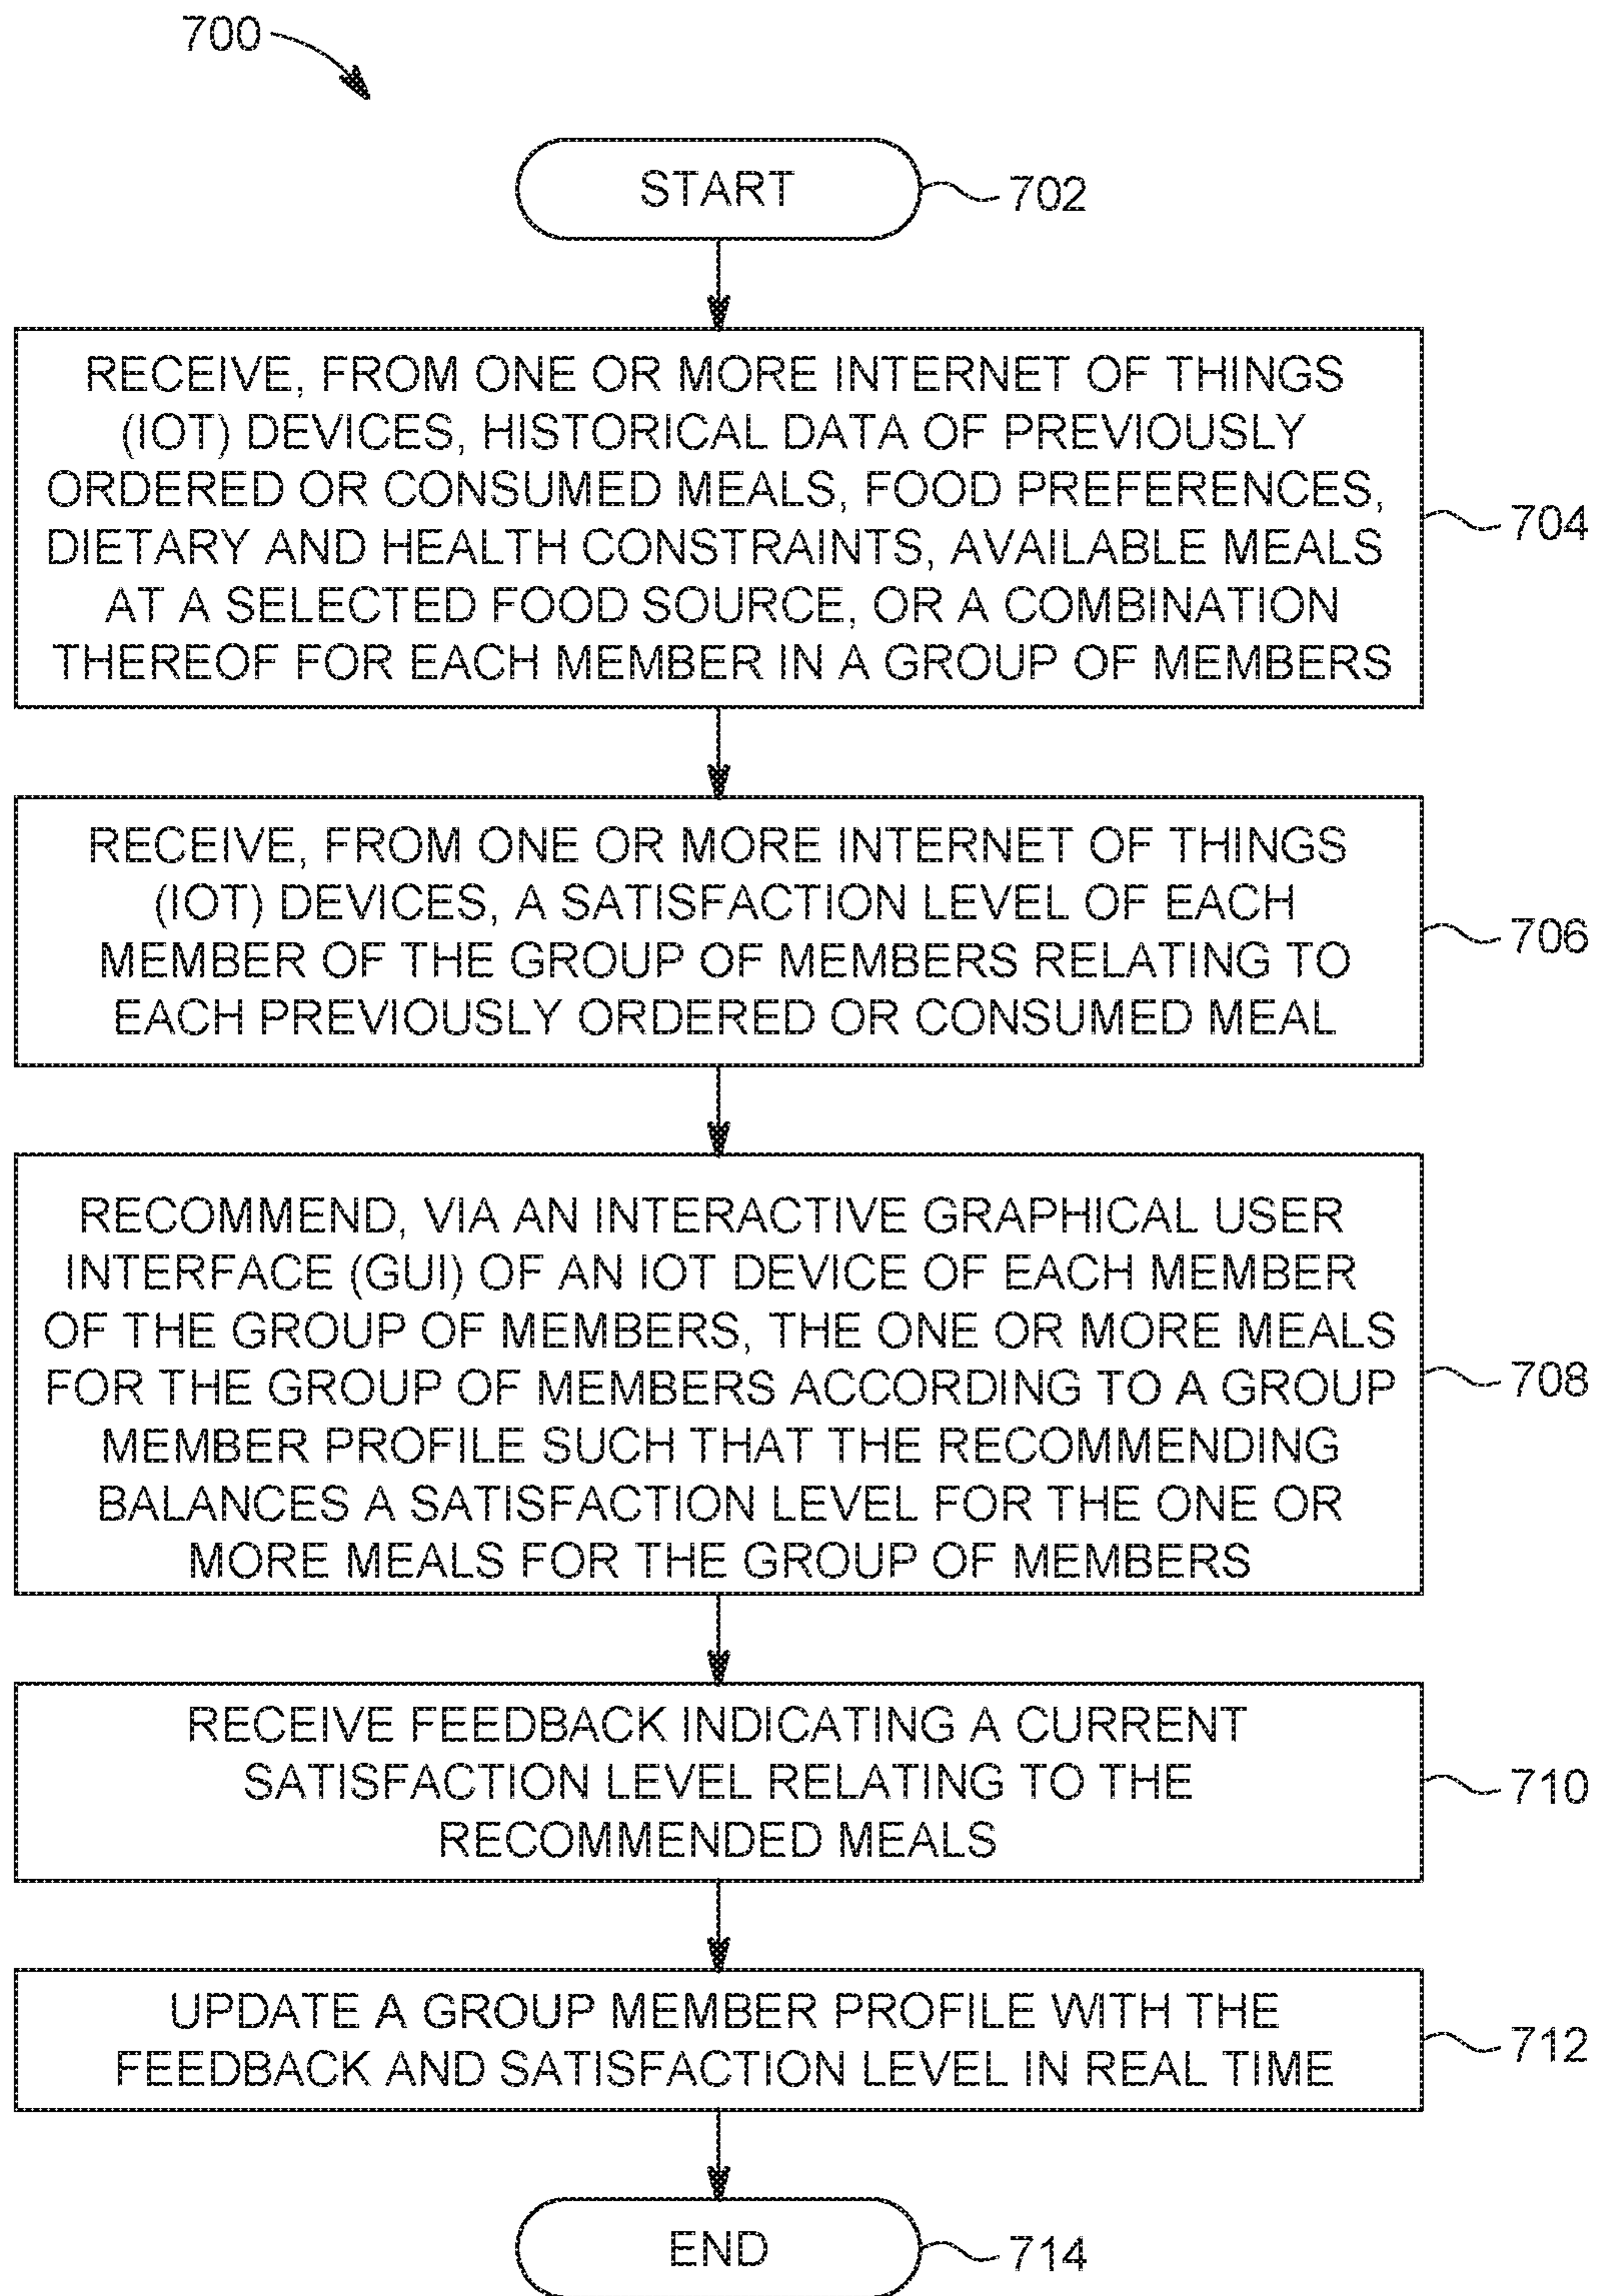 700
START
702
RECEIVE, FROM ONE OR MORE INTERNET OF THINGS
(IOT) DEVICES, HISTORICAL DATA OF PREVIOUSLY
ORDERED OR CONSUMED MEALS, FOOD PREFERENCES,
DIETARY AND HEALTH CONSTRAINTS, AVAILABLE MEALS
AT A SELECTED FOOD SOURCE, OR A COMBINATION
THEREOF FOR EACH MEMBER IN A GROUP OF MEMBERS
704
RECEIVE, FROM ONE OR MORE INTERNET OF THINGS
(IOT) DEVICES, A SATISFACTION LEVEL OF EACH
MEMBER OF THE GROUP OF MEMBERS RELATING TO
EACH PREVIOUSLY ORDERED OR CONSUMED MEAL
706
RECOMMEND, VIA AN INTERACTIVE GRAPHICAL USER
INTERFACE (GUI) OF AN IOT DEVICE OF EACH MEMBER
OF THE GROUP OF MEMBERS, THE ONE OR MORE MEALS
FOR THE GROUP OF MEMBERS ACCORDING TO A GROUP
MEMBER PROFILE SUCH THAT THE RECOMMENDING
BALANCES A SATISFACTION LEVEL FOR THE ONE OR
MORE MEALS FOR THE GROUP OF MEMBERS
708
RECEIVE FEEDBACK INDICATING A CURRENT
SATISFACTION LEVEL RELATING TO THE
RECOMMENDED MEALS
710
UPDATE A GROUP MEMBER PROFILE WITH THE
FEEDBACK AND SATISFACTION LEVEL IN REAL TIME
712
END
714